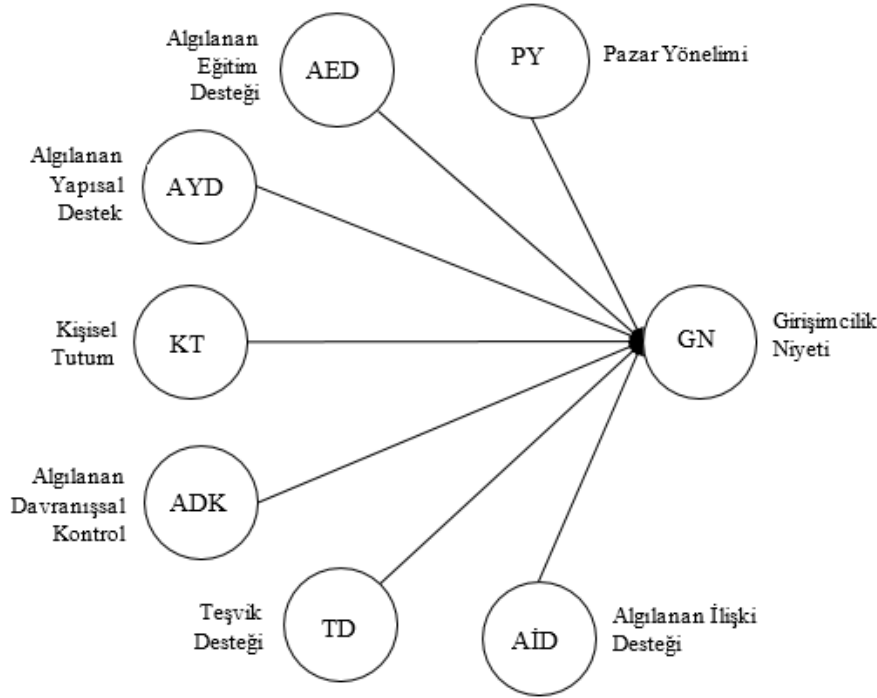 Algılanan
Eğitim
Desteği
AED
PY
Pazar Yönelimi
Algılanan
Yapısal
Destek
AYD
Kişisel
Tutum
KT
GN
Girişimcilik
Niyeti
Algılanan
Davranışsal
Kontrol
ADK
Teşvik
Desteği
TD
AİD
Algılanan İlişki
Desteği